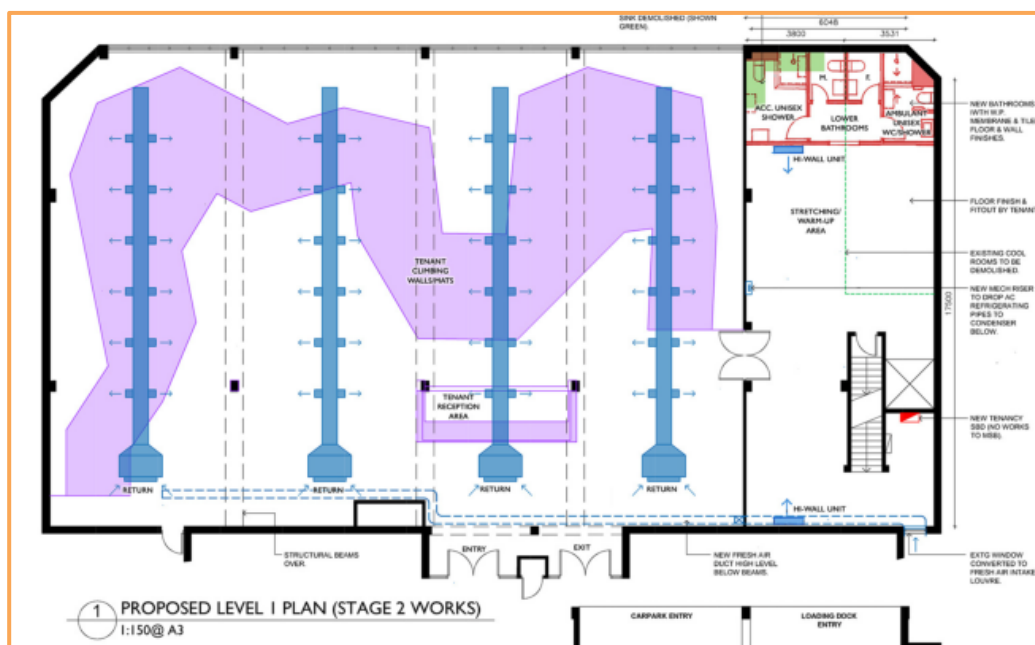 SINK DEMOLISHED (SHOWN
GREEN).
6048
3800
3531
M.
F.
ACC. UNISEX
SHOWER
LOWER
BATHROOMS
AMBULANT
UNISEX
WC/SHOWER
NEW BATHROOMS
(WITH W.P.
MEMBRANE & TILE
FLOOR & WALL
FINISHES.
HI-WALL UNIT
STRETCHING/
WARM-UP
AREA
FLOOR FINISH &
FITOUT BY TENANT
EXISTING COOL
ROOMS TO BE
DEMOLISHED.
NEW MECH RISER
TO DROP AC
REFRIGERATING
PIPES TO
CONDENSER
BELOW.
17500
TENANT
CLIMBING
WALLS/MATS
TENANT
RECEPTION
AREA
NEW TENANCY
SBD (NO WORKS
TO MSB).
RETURN
RETURN
RETURN
RETURN
HI-WALL UNIT
STRUCTURAL BEAMS
OVER.
ENTRY
EXIT
NEW FRESH AIR
DUCT HIGH LEVEL
BELOW BEAMS.
EXTG WINDOW
CONVERTED TO
FRESH AIR INTAKE
LOUVRE.
1
PROPOSED LEVEL 1 PLAN (STAGE 2 WORKS)
1:150@ A3
CARPARK ENTRY
LOADING DOCK
ENTRY